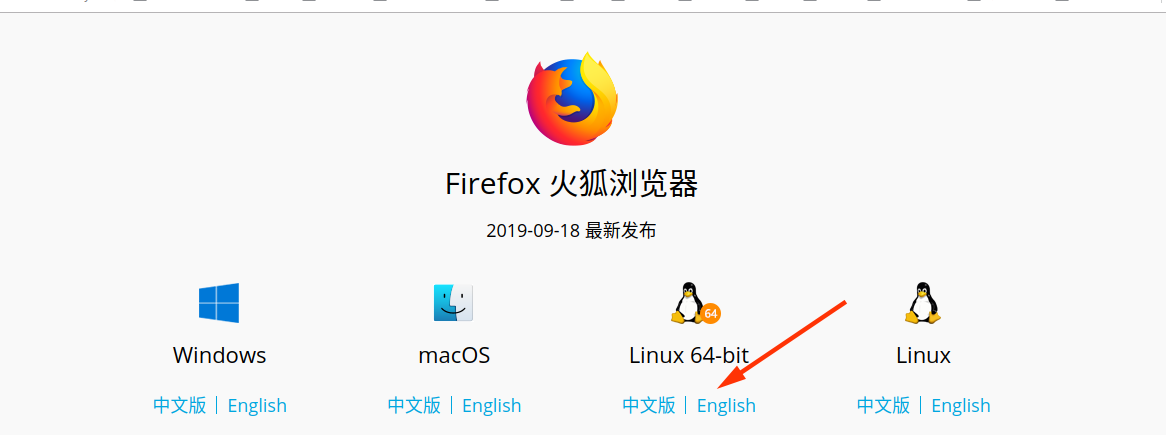 Firefox 火狐浏览器
2019-09-18 最新发布
64
Windows
macOS
Linux 64-bit
Linux
中文版 | English
中文版 | English
中文版 | English
中文版 | English